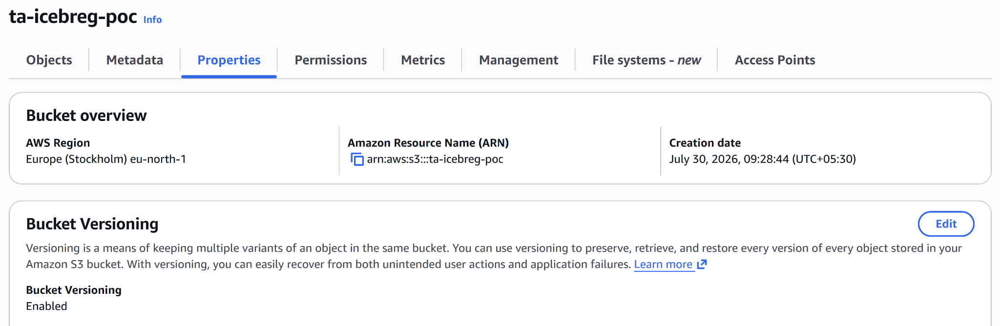 ta-icebreg-poc Info
Objects Metadata Properties Permissions Metrics Management File systems - new Access Points
Bucket overview
AWS Region
Europe (Stockholm) eu-north-1
Amazon Resource Name (ARN)
arn:aws:s3:::ta-icebreg-poc
Creation date
July 30, 2026, 09:28:44 (UTC+05:30)
Bucket Versioning
Edit
Versioning is a means of keeping multiple variants of an object in the same bucket. You can use versioning to preserve, retrieve, and restore every version of every object stored in your
Amazon S3 bucket. With versioning, you can easily recover from both unintended user actions and application failures. Learn more
Bucket Versioning
Enabled